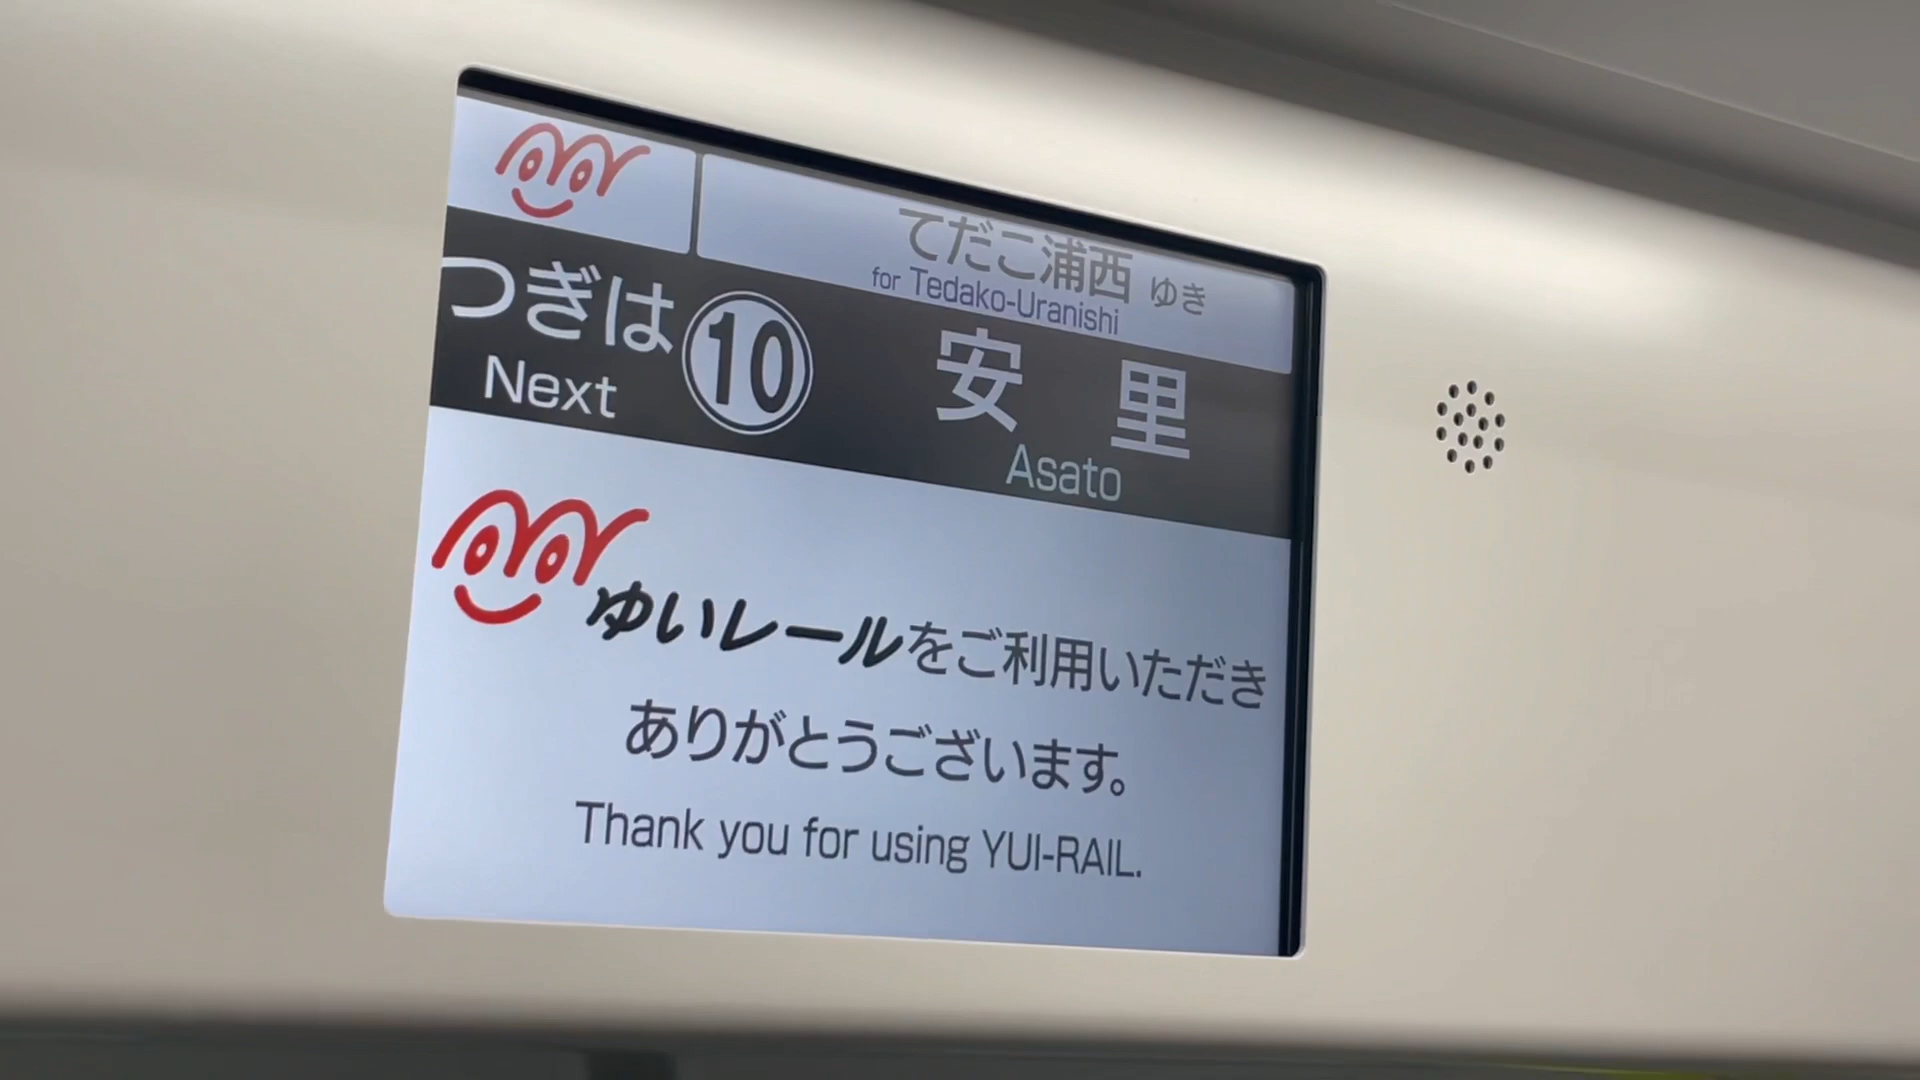 てだこ浦西 ゆき
for Tedako-Uranishi
つぎは 10 安里
Next Asato
ゆいレールをご利用いただき
ありがとうございます。
Thank you for using YUI-RAIL.